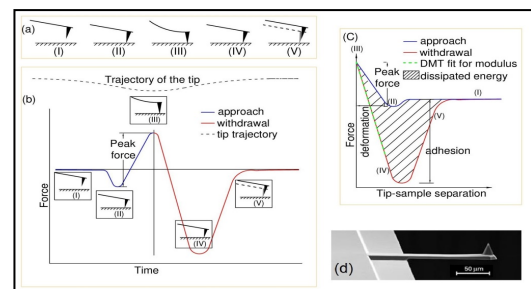 (a)
(I) (II) (III) (IV) (V)
Trajectory of the tip
(b)
(III)
approach
withdrawal
tip trajectory
Peak
force
(I)
(II)
(IV)
(V)
Force
Time
(C)
(III)
approach
withdrawal
DMT fit for modulus
dissipated energy
Peak
force
(II)
(I)
(V)
(IV)
Force
deformation
adhesion
Tip-sample separation
(d)
50 µm